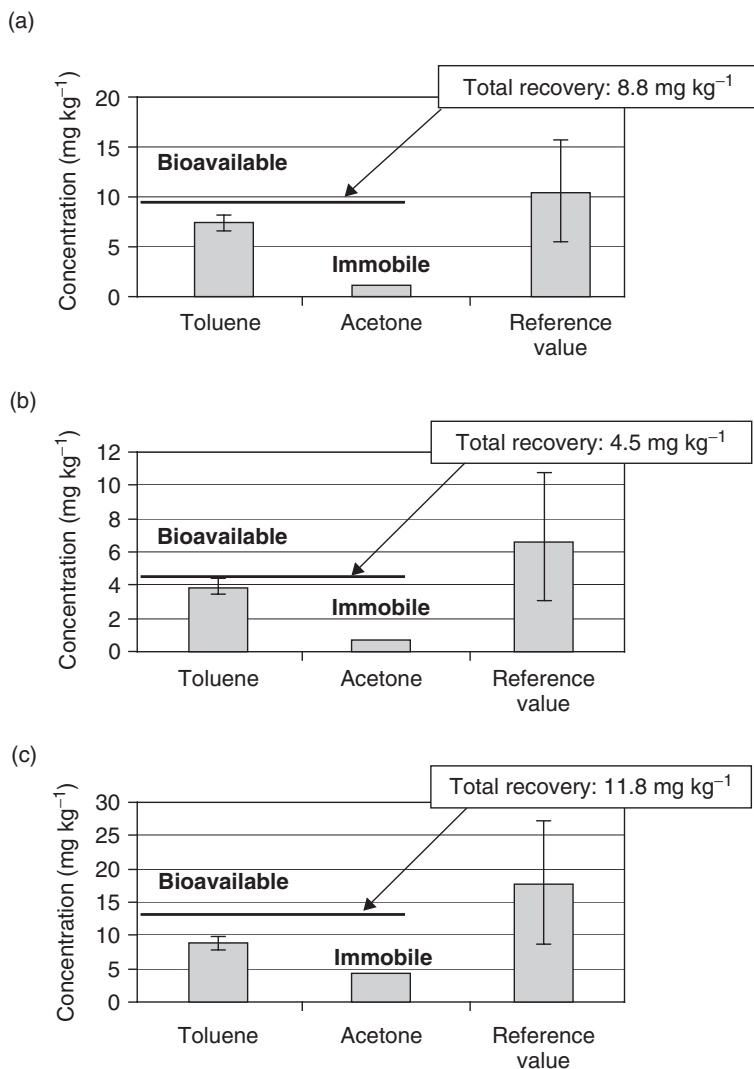 (a)
Total recovery: 8.8 mg kg⁻¹
Concentration (mg kg⁻¹)
20
15
10
5
0
Bioavailable
Immobile
Toluene
Acetone
Reference
value
(b)
Total recovery: 4.5 mg kg⁻¹
Concentration (mg kg⁻¹)
12
10
8
6
4
2
0
Bioavailable
Immobile
Toluene
Acetone
Reference
value
(c)
Total recovery: 11.8 mg kg⁻¹
Concentration (mg kg⁻¹)
30
25
20
15
10
5
0
Bioavailable
Immobile
Toluene
Acetone
Reference
value